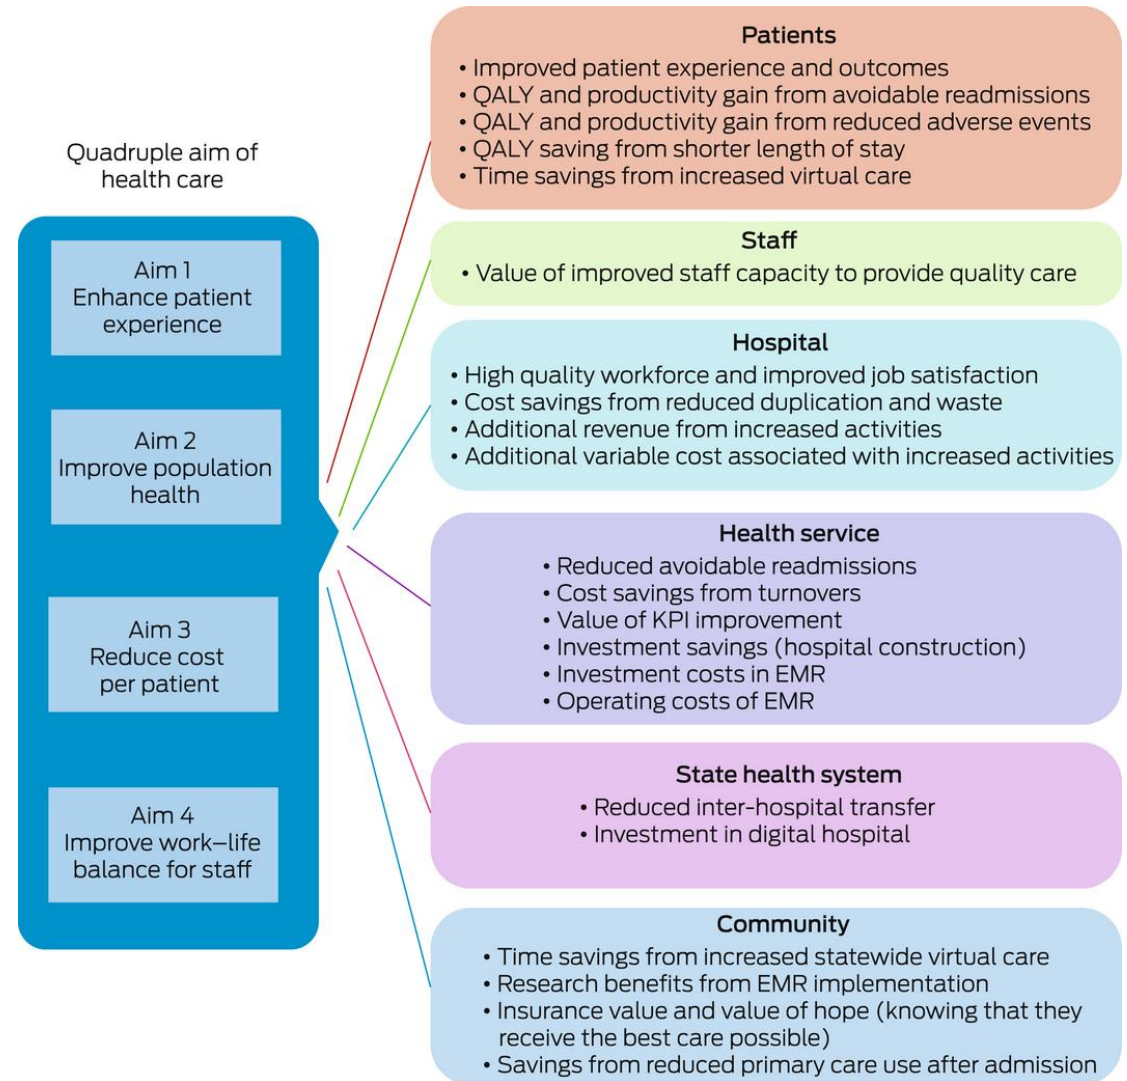 Quadruple aim of
health care
Aim 1
Enhance patient
experience
Aim 2
Improve population
health
Aim 3
Reduce cost
per patient
Aim 4
Improve work–life
balance for staff
Patients
• Improved patient experience and outcomes
• QALY and productivity gain from avoidable readmissions
• QALY and productivity gain from reduced adverse events
• QALY saving from shorter length of stay
• Time savings from increased virtual care
Staff
• Value of improved staff capacity to provide quality care
Hospital
• High quality workforce and improved job satisfaction
• Cost savings from reduced duplication and waste
• Additional revenue from increased activities
• Additional variable cost associated with increased activities
Health service
• Reduced avoidable readmissions
• Cost savings from turnovers
• Value of KPI improvement
• Investment savings (hospital construction)
• Investment costs in EMR
• Operating costs of EMR
State health system
• Reduced inter-hospital transfer
• Investment in digital hospital
Community
• Time savings from increased statewide virtual care
• Research benefits from EMR implementation
• Insurance value and value of hope (knowing that they
receive the best care possible)
• Savings from reduced primary care use after admission